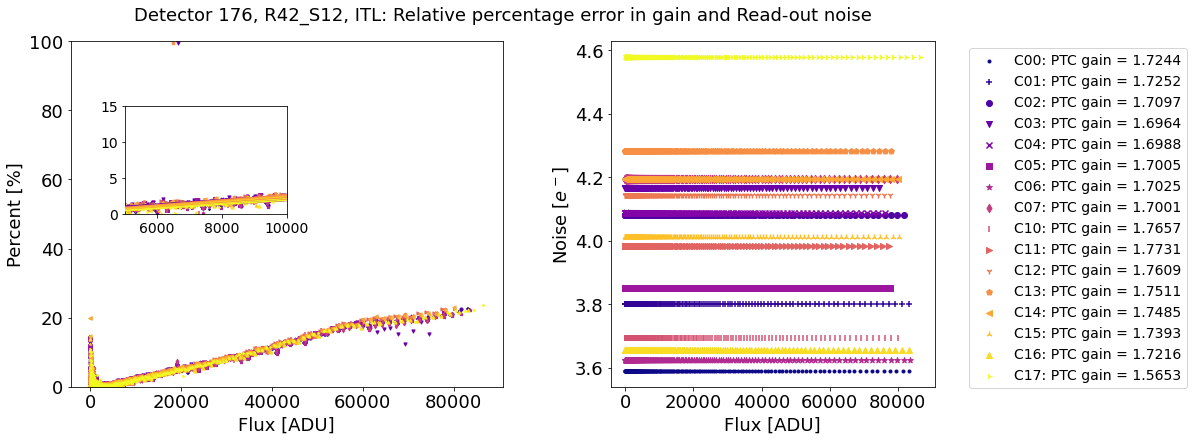 Detector 176, R42_S12, ITL: Relative percentage error in gain and Read-out noise
100
80
60
40
20
0
Percent [%]
15
10
5
0
6000 8000 10000
0 20000 40000 60000 80000
Flux [ADU]
4.6
4.4
4.2
4.0
3.8
3.6
Noise [e⁻]
0 20000 40000 60000 80000
Flux [ADU]
C00: PTC gain = 1.7244
C01: PTC gain = 1.7252
C02: PTC gain = 1.7097
C03: PTC gain = 1.6964
C04: PTC gain = 1.6988
C05: PTC gain = 1.7005
C06: PTC gain = 1.7025
C07: PTC gain = 1.7001
C10: PTC gain = 1.7657
C11: PTC gain = 1.7731
C12: PTC gain = 1.7609
C13: PTC gain = 1.7511
C14: PTC gain = 1.7485
C15: PTC gain = 1.7393
C16: PTC gain = 1.7216
C17: PTC gain = 1.5653